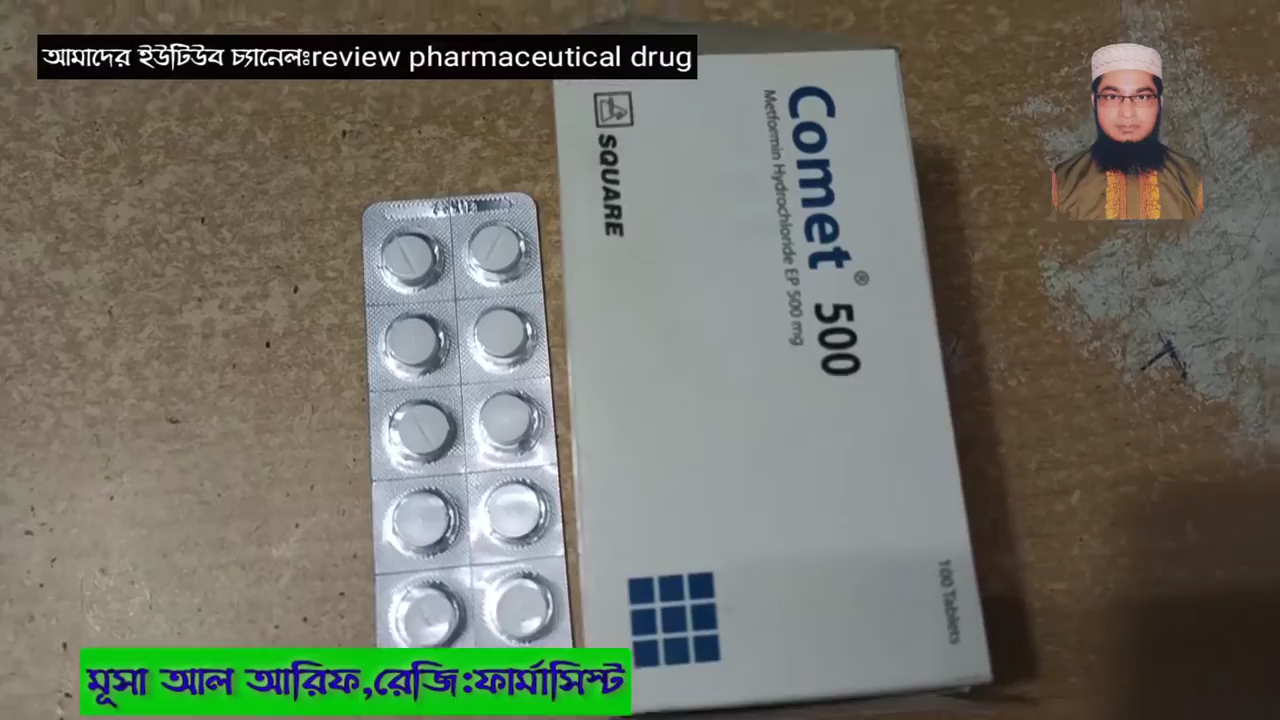 আমাদের ইউটিউব চ্যানেলঃreview pharmaceutical drug
SQUARE
Comet® 500
Metformin Hydrochloride EP 500 mg
100 Tablets
মূসা আল আরিফ,রেজি:ফার্মাসিস্ট